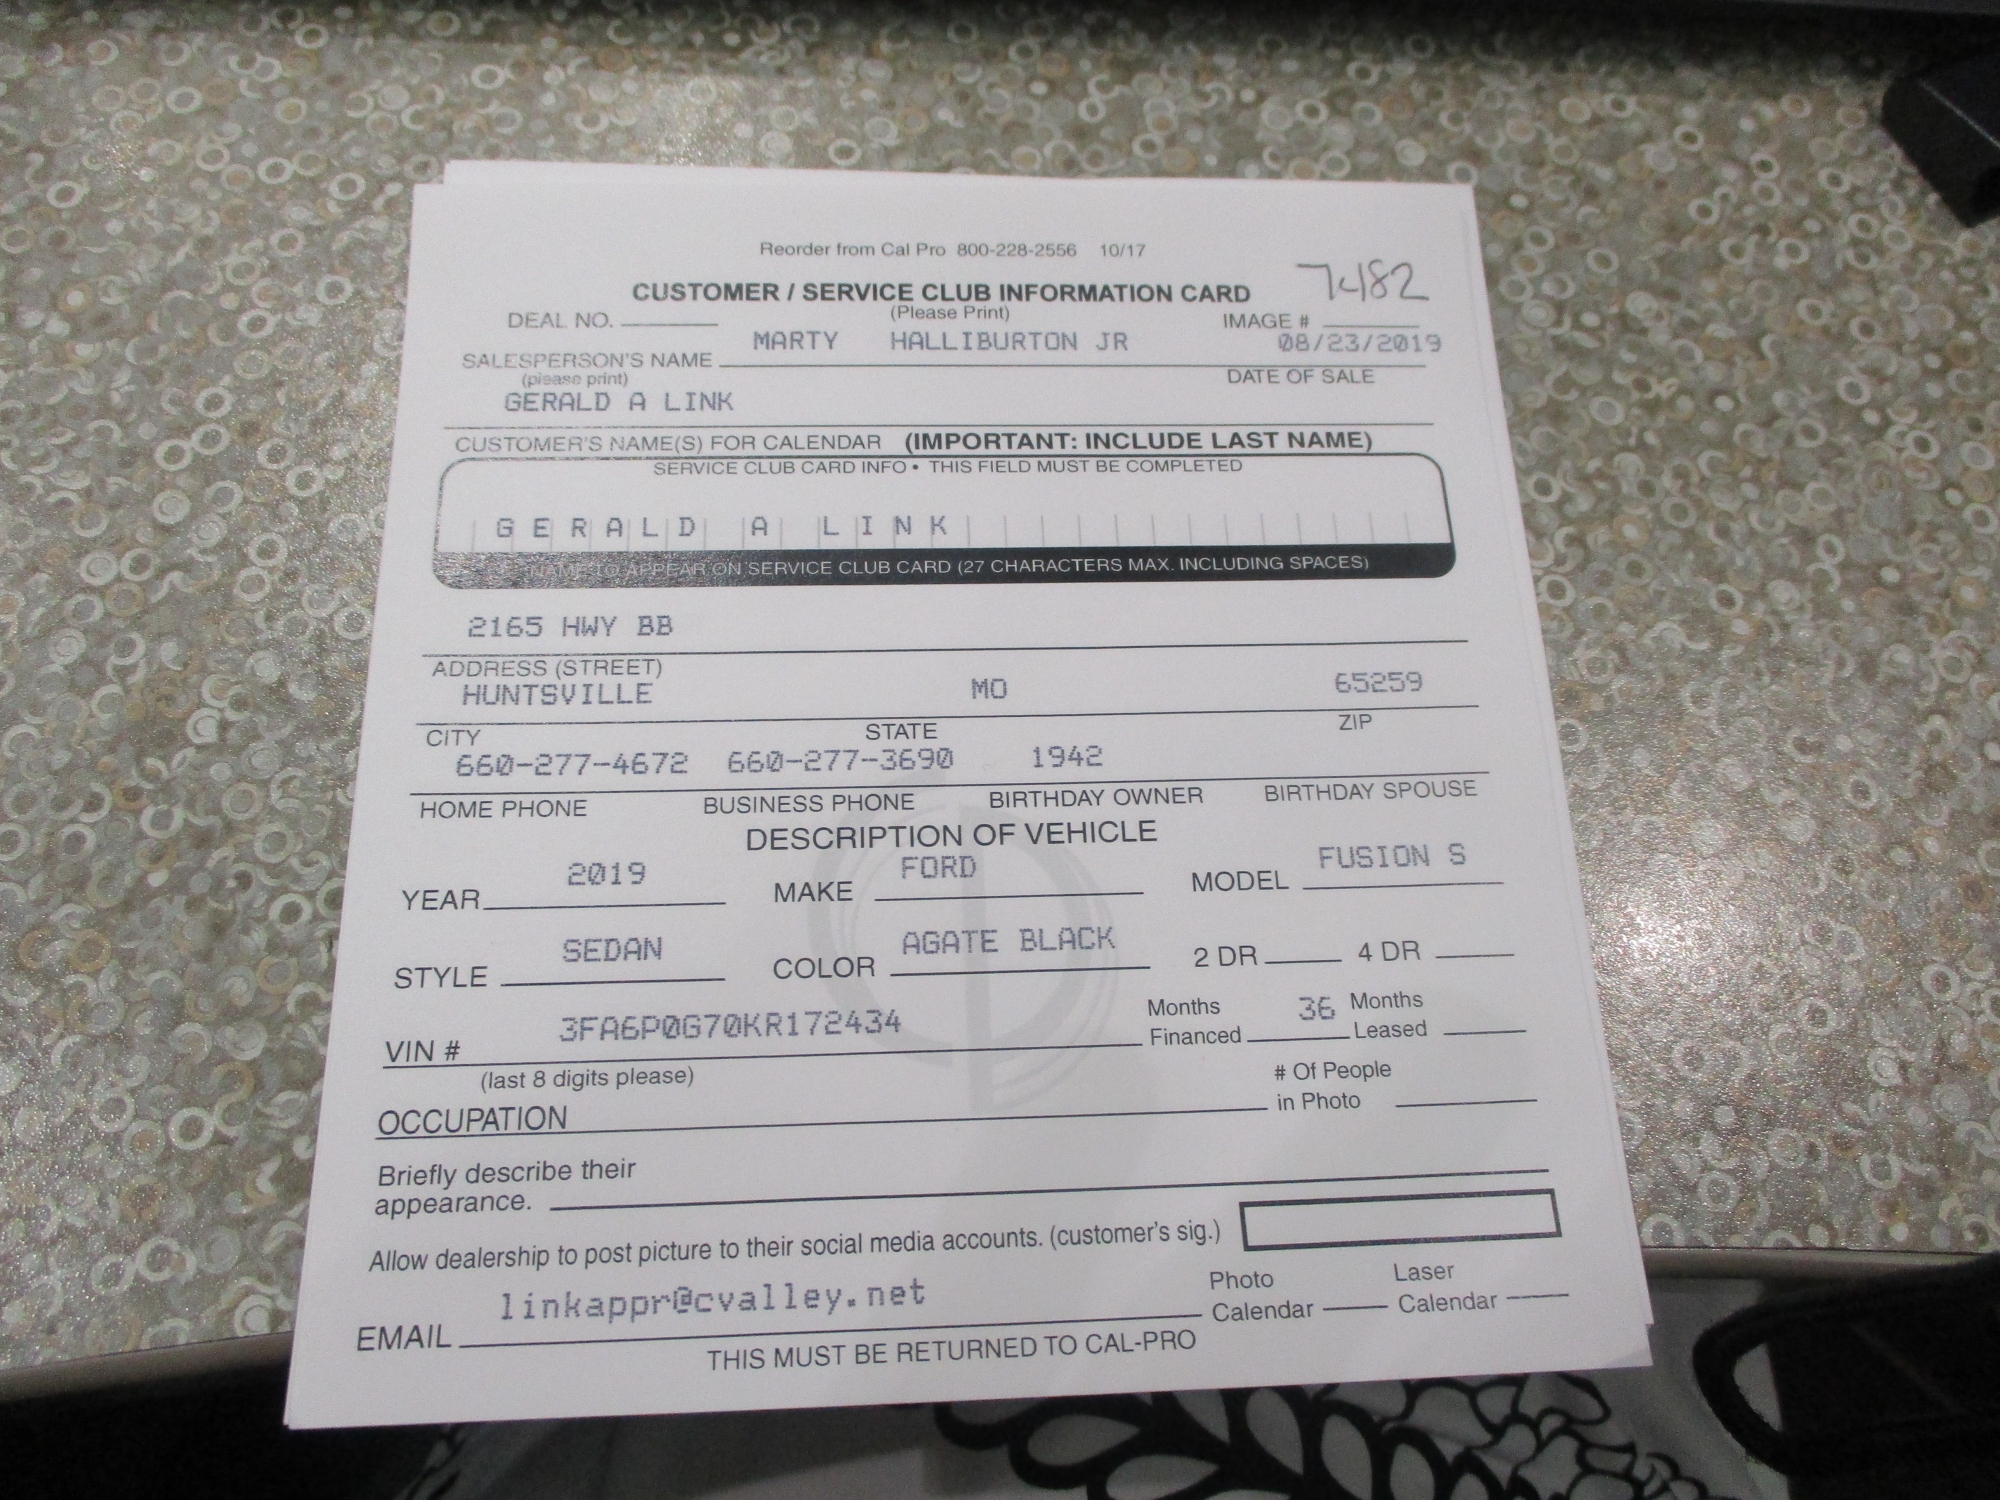 Reorder from Cal Pro 800-228-2556 10/17
CUSTOMER / SERVICE CLUB INFORMATION CARD
(Please Print)
DEAL NO.
IMAGE # 7482
MARTY HALLIBURTON JR 08/23/2019
SALESPERSON'S NAME
(please print)
DATE OF SALE
GERALD A LINK
CUSTOMER'S NAME(S) FOR CALENDAR (IMPORTANT: INCLUDE LAST NAME)
SERVICE CLUB CARD INFO • THIS FIELD MUST BE COMPLETED
GERALD A LINK
NAME TO APPEAR ON SERVICE CLUB CARD (27 CHARACTERS MAX. INCLUDING SPACES)
2165 HWY BB
ADDRESS (STREET)
HUNTSVILLE MO 65259
CITY STATE ZIP
660-277-4672 660-277-3690 1942
HOME PHONE BUSINESS PHONE BIRTHDAY OWNER BIRTHDAY SPOUSE
DESCRIPTION OF VEHICLE
YEAR 2019 MAKE FORD MODEL FUSION S
STYLE SEDAN COLOR AGATE BLACK 2 DR 4 DR
VIN # 3FA6P0G70KR172434
(last 8 digits please)
Months Financed 36 Months Leased
OCCUPATION
# Of People
in Photo
Briefly describe their
appearance.
Allow dealership to post picture to their social media accounts. (customer's sig.)
EMAIL linkappr@cvalley.net
Photo Calendar Laser Calendar
THIS MUST BE RETURNED TO CAL-PRO